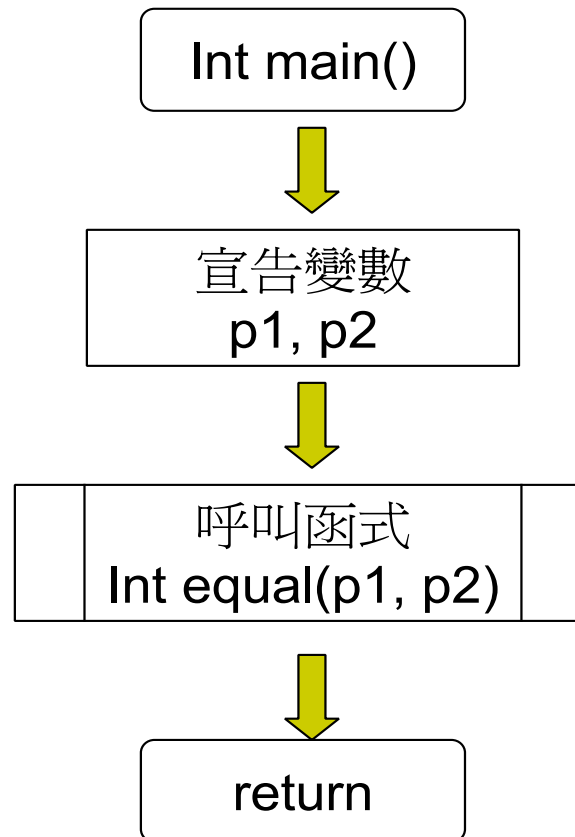 Int main()
宣告變數
p1, p2
呼叫函式
Int equal(p1, p2)
return